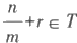 n/m + r ∈ T